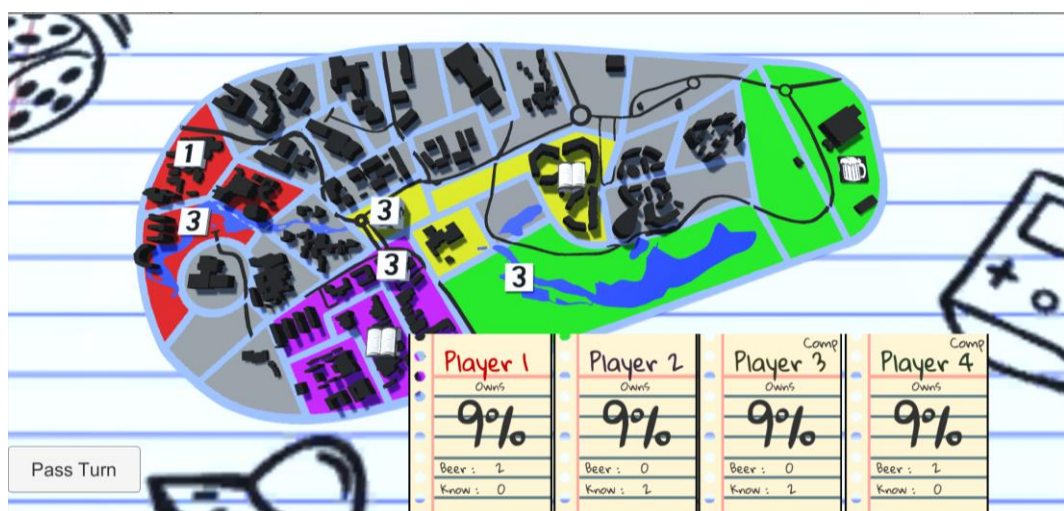 1
3
3
3
3
Comp
Comp
Player 1
Player 2
Player 3
Player 4
Owns
Owns
Owns
Owns
9%
9%
9%
9%
Beer : 2
Beer : 0
Beer : 0
Beer : 2
Know : 0
Know : 2
Know : 2
Know : 0
Pass Turn